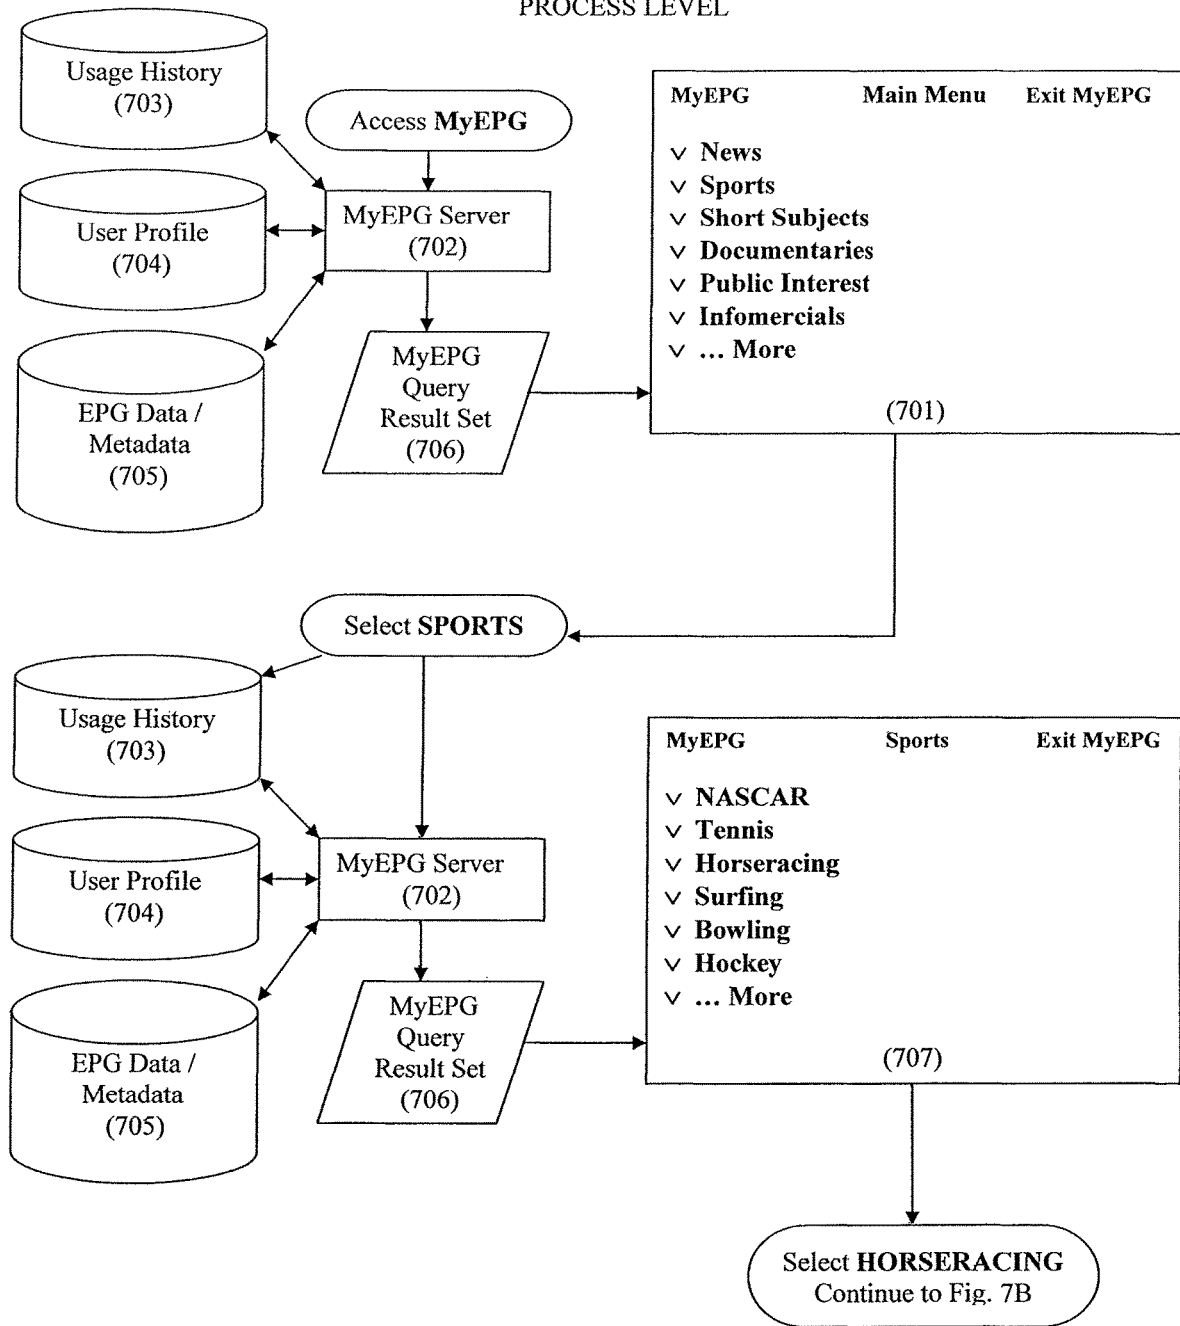 PROCESS LEVEL
Usage History
(703)
Access MyEPG
User Profile
(704)
MyEPG Server
(702)
EPG Data /
Metadata
(705)
MyEPG
Query
Result Set
(706)
MyEPG Main Menu Exit MyEPG
v News
v Sports
v Short Subjects
v Documentaries
v Public Interest
v Infomercials
v ... More
(701)
Select SPORTS
Usage History
(703)
User Profile
(704)
MyEPG Server
(702)
EPG Data /
Metadata
(705)
MyEPG
Query
Result Set
(706)
MyEPG Sports Exit MyEPG
v NASCAR
v Tennis
v Horseracing
v Surfing
v Bowling
v Hockey
v ... More
(707)
Select HORSERACING
Continue to Fig. 7B